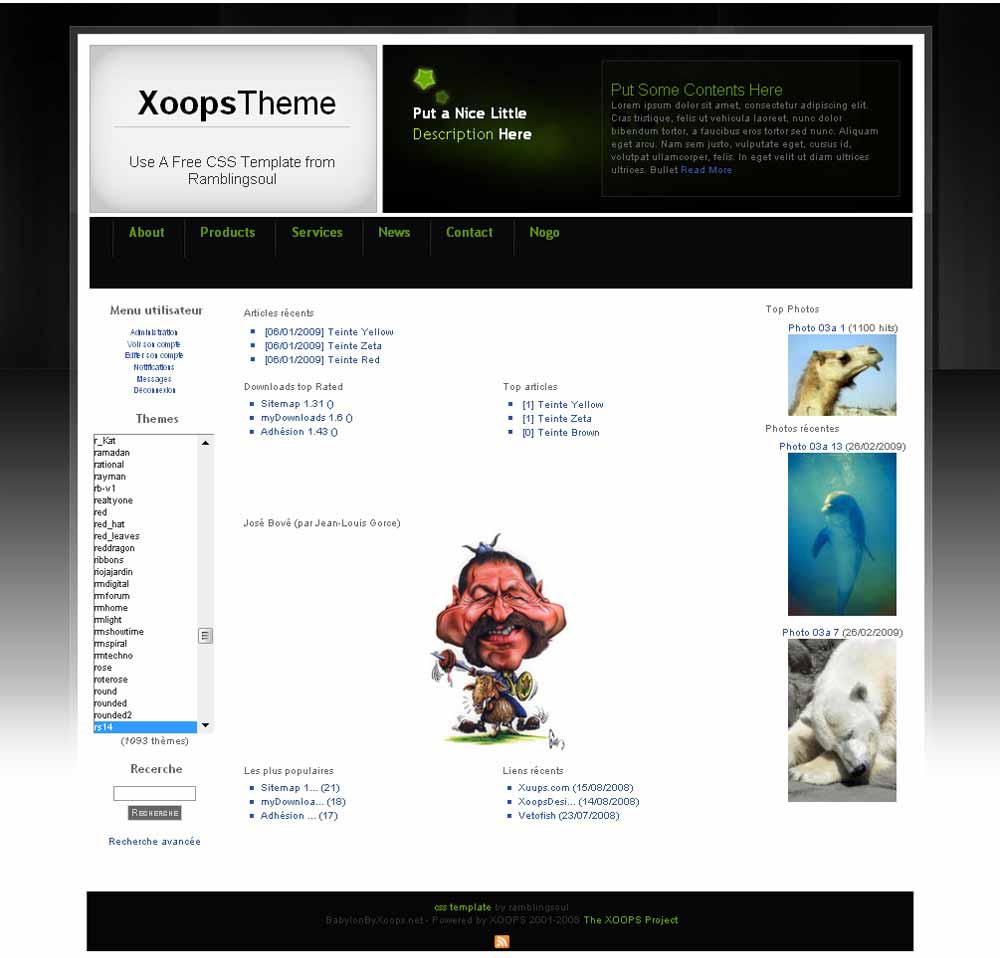 XoopsTheme
Use A Free CSS Template from
Ramblingsoul
Put a Nice Little
Description Here
Put Some Contents Here
Lorem ipsum dolor sit amet, consectetur adipiscing elit.
Cras tristique, felis ut vehicula laoreet, nunc dolor
bibendum tortor, a faucibus eros tortor sed nunc. Aliquam
eget arcu. Nam sem justo, vulputate eget, cursus id,
volutpat ullamcorper, felis. In eget velit ut diam ultrices
ultrices. Bullet Read More
About Products Services News Contact Nogo
Menu utilisateur
Administration
Voir son compte
Editer son compte
Notifications
Messages
Déconnexion
Themes
r_Kat
ramadan
rational
rayman
rb-v1
realtyone
red
red_hat
red_leaves
reddragon
ribbons
riojajardin
rmdigital
rmforum
rmhome
rmlight
rmshowtime
rmspiral
rmtechno
rose
roterose
round
rounded
rounded2
rs14
(1093 thèmes)
Recerche
Recherche
Recherche avancée
Articles récents
[06/01/2009] Teinte Yellow
[06/01/2009] Teinte Zeta
[06/01/2009] Teinte Red
Downloads top Rated
Sitemap 1.31 ()
myDownloads 1.6 ()
Adhésion 1.43 ()
Top articles
[1] Teinte Yellow
[1] Teinte Zeta
[0] Teinte Brown
José Bové (par Jean-Louis Gorce)
Les plus populaires
Sitemap 1... (21)
myDownloa... (18)
Adhésion ... (17)
Liens récents
Xuups.com (15/08/2008)
XoopsDesi... (14/08/2008)
Vetofish (23/07/2008)
Top Photos
Photo 03a 1 (1100 hits)
Photos récentes
Photo 03a 13 (26/02/2009)
Photo 03a 7 (26/02/2009)
css template by ramblingsoul
BabylonByXoops.net - Powered by XOOPS 2001-2008 The XOOPS Project